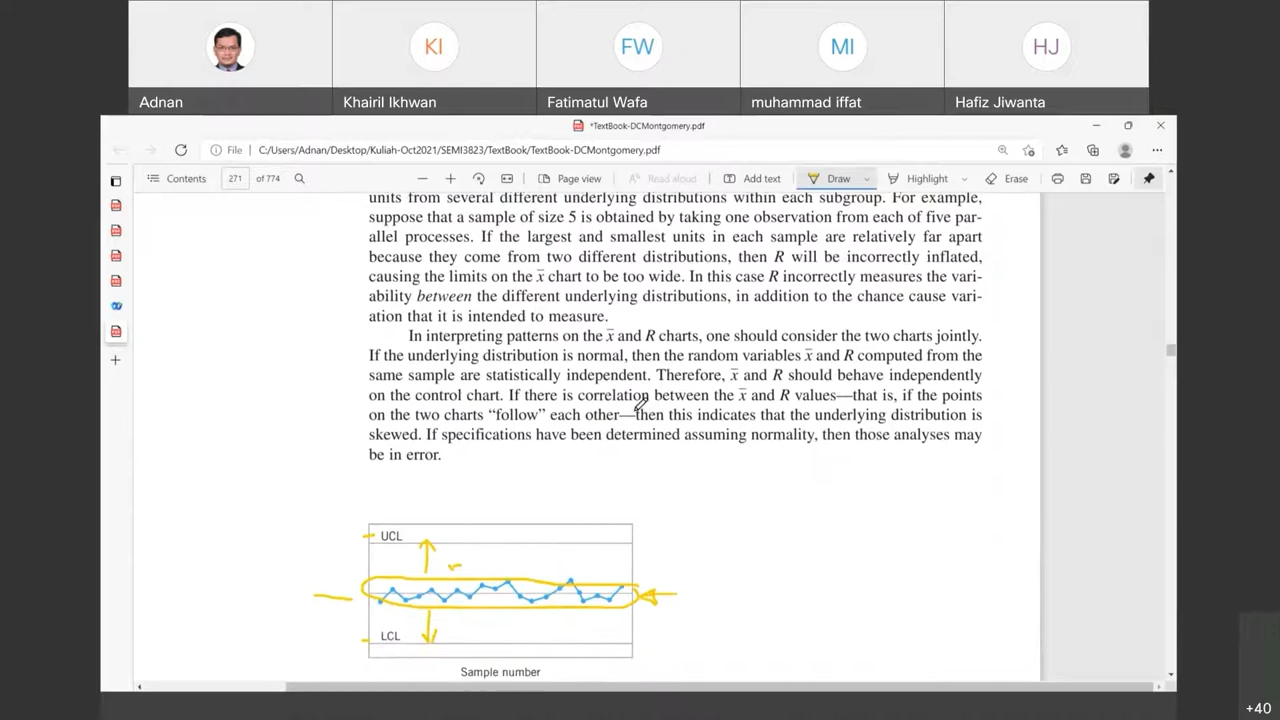 KI
FW
MI
HJ
Adnan
Khairil Ikhwan
Fatimatul Wafa
muhammad iffat
Hafiz Jiwanta
*TextBook-DCMontgomery.pdf
File
C:/Users/Adnan/Desktop/Kuliah-Oct2021/SEMI3823/TextBook/TextBook-DCMontgomery.pdf
Contents
271
of 774
Page view
Read aloud
Add text
Draw
Highlight
Erase
units from several different underlying distributions within each subgroup. For example,
suppose that a sample of size 5 is obtained by taking one observation from each of five par-
allel processes. If the largest and smallest units in each sample are relatively far apart
because they come from two different distributions, then R will be incorrectly inflated,
causing the limits on the x̄ chart to be too wide. In this case R incorrectly measures the vari-
ability between the different underlying distributions, in addition to the chance cause vari-
ation that it is intended to measure.
In interpreting patterns on the x̄ and R charts, one should consider the two charts jointly.
If the underlying distribution is normal, then the random variables x̄ and R computed from the
same sample are statistically independent. Therefore, x̄ and R should behave independently
on the control chart. If there is correlation between the x̄ and R values—that is, if the points
on the two charts “follow” each other—then this indicates that the underlying distribution is
skewed. If specifications have been determined assuming normality, then those analyses may
be in error.
UCL
LCL
Sample number
+40